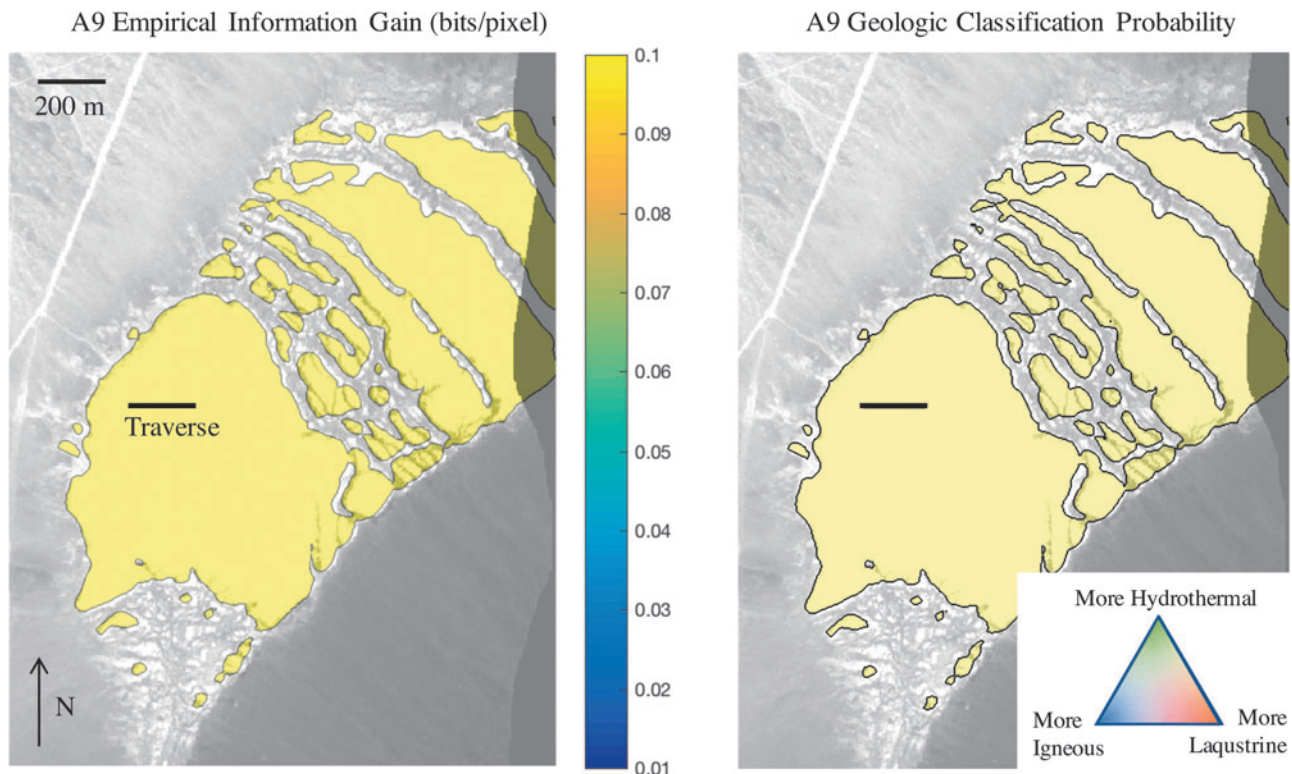 A9 Empirical Information Gain (bits/pixel)
A9 Geologic Classification Probability
200 m
Traverse
N
0.1
0.09
0.08
0.07
0.06
0.05
0.04
0.03
0.02
0.01
More Hydrothermal
More
Igneous
More
Laqustrine